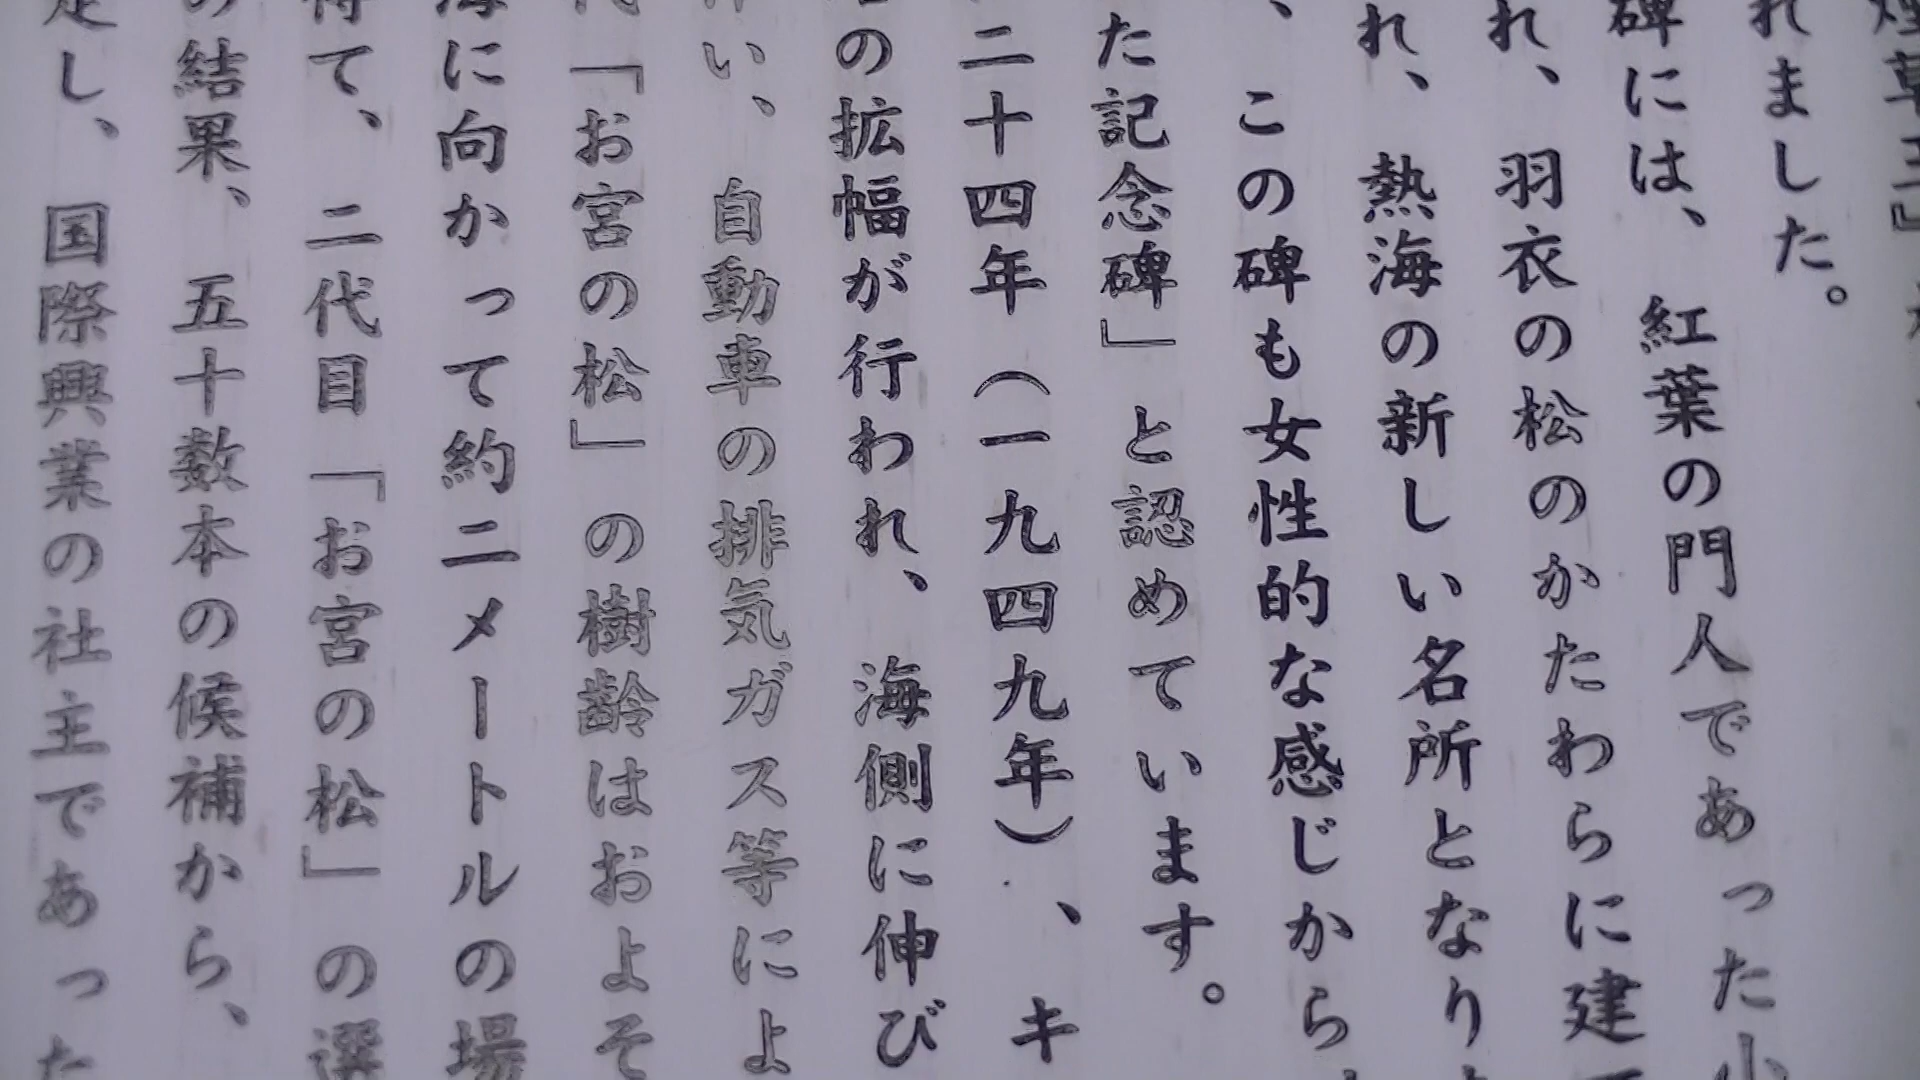 煙草王』
れました。
碑には、紅葉の門人であった小
れ、羽衣の松のかたわらに建
れ、熱海の新しい名所となり
、この碑も女性的な感じから
た記念碑」と認めています。
二十四年（一九四九年）、キ
の拡幅が行われ、海側に伸び
い、自動車の排気ガス等によ
代「お宮の松」の樹齢はおよそ
海に向かって約二メートルの場
得て、二代目「お宮の松」の選
の結果、五十数本の候補から、
定し、国際興業の社主であった